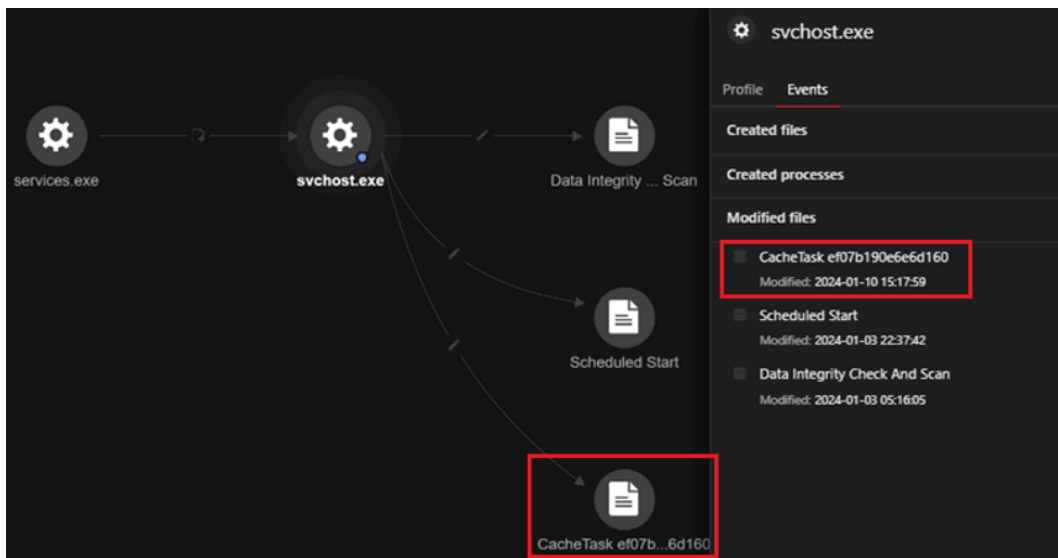 services.exe
svchost.exe
Data Integrity ... Scan
Scheduled Start
CacheTask ef07b...6d160
svchost.exe
Profile Events
Created files
Created processes
Modified files
CacheTask ef07b190e6e6d160
Modified: 2024-01-10 15:17:59
Scheduled Start
Modified: 2024-01-03 22:37:42
Data Integrity Check And Scan
Modified: 2024-01-03 05:16:05